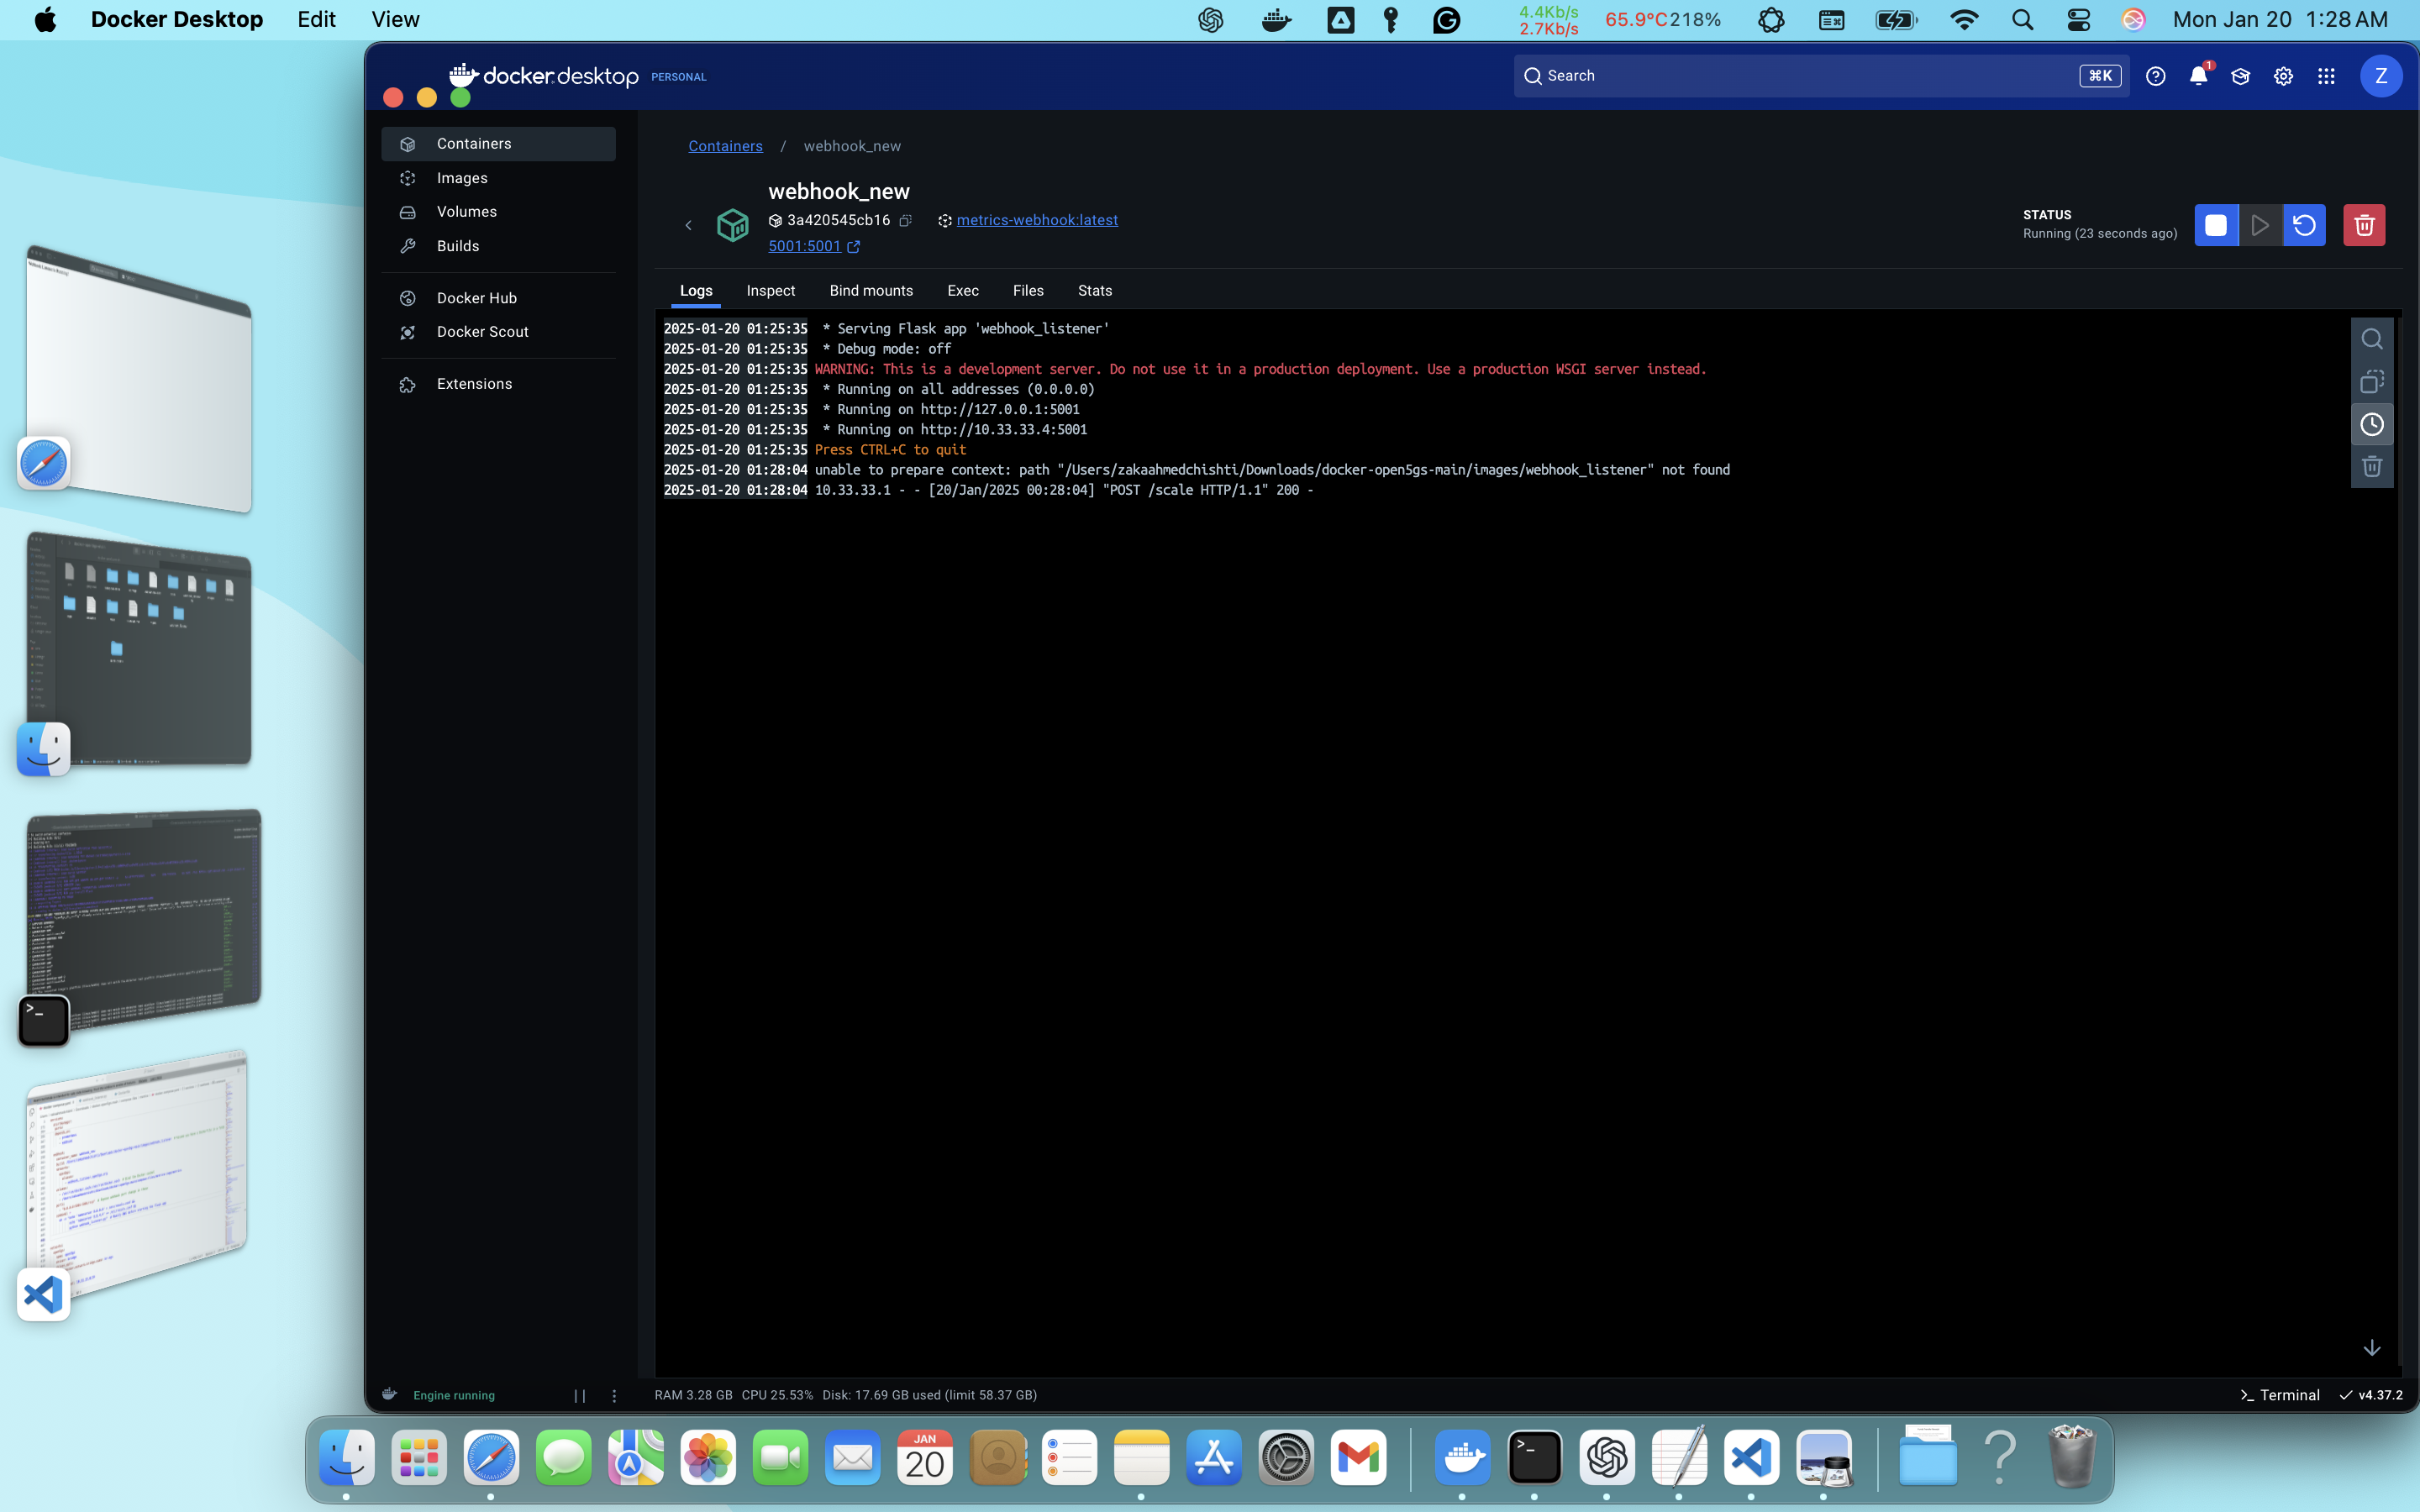 Docker Desktop Edit View
4.4Kb/s
2.7Kb/s
65.9°C 218%
Mon Jan 20 1:28 AM
docker desktop PERSONAL
Search
⌘K
1
Z
Containers
Images
Volumes
Builds
Docker Hub
Docker Scout
Extensions
Containers / webhook_new
webhook_new
3a420545cb16 metrics-webhook:latest
5001:5001
STATUS
Running (23 seconds ago)
Logs Inspect Bind mounts Exec Files Stats
2025-01-20 01:25:35 * Serving Flask app 'webhook_listener'
2025-01-20 01:25:35 * Debug mode: off
2025-01-20 01:25:35 WARNING: This is a development server. Do not use it in a production deployment. Use a production WSGI server instead.
2025-01-20 01:25:35 * Running on all addresses (0.0.0.0)
2025-01-20 01:25:35 * Running on http://127.0.0.1:5001
2025-01-20 01:25:35 * Running on http://10.33.33.4:5001
2025-01-20 01:25:35 Press CTRL+C to quit
2025-01-20 01:28:04 unable to prepare context: path "/Users/zakaahmedchishti/Downloads/docker-open5gs-main/images/webhook_listener" not found
2025-01-20 01:28:04 10.33.33.1 - - [20/Jan/2025 00:28:04] "POST /scale HTTP/1.1" 200 -
Engine running
RAM 3.28 GB CPU 25.53% Disk: 17.69 GB used (limit 58.37 GB)
>_ Terminal
v4.37.2
JAN
20